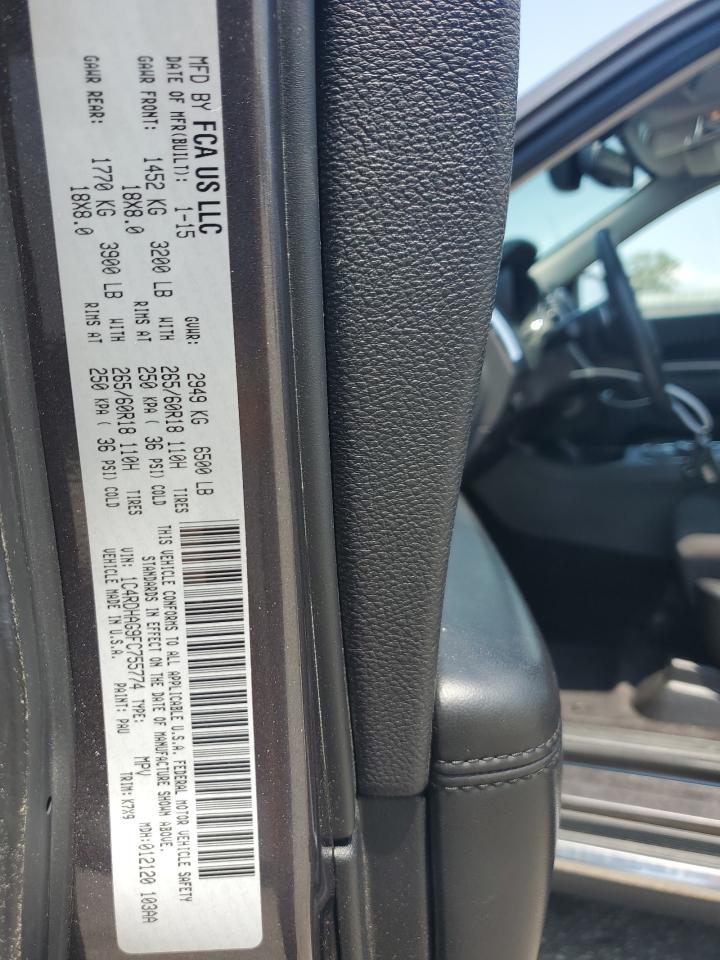 MFD BY FCA US LLC
DATE OF MFR(BUILT): 1-15 GVWR: 2949 KG 6500 LB
GAWR FRONT: 1452 KG 3200 LB WITH 265/60R18 110H TIRES
18X8.0 RIMS AT 250 KPA ( 36 PSI) COLD
GAWR REAR: 1770 KG 3900 LB WITH 265/60R18 110H TIRES
18X8.0 RIMS AT 250 KPA ( 36 PSI) COLD
THIS VEHICLE CONFORMS TO ALL APPLICABLE U.S.A. FEDERAL MOTOR VEHICLE SAFETY
STANDARDS IN EFFECT ON THE DATE OF MANUFACTURE SHOWN ABOVE.
VIN: 1C4RDHAG9FC755774 TYPE: MPV MDH:012120 103AA
VEHICLE MADE IN U.S.A. PAINT: PAU TRIM: K7X9